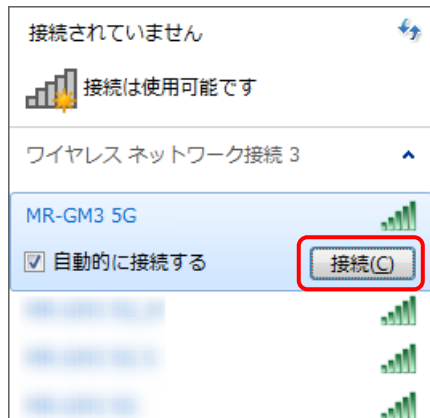 接続されていません
接続は使用可能です
ワイヤレス ネットワーク接続 3
MR-GM3 5G
自動的に接続する
接続(C)